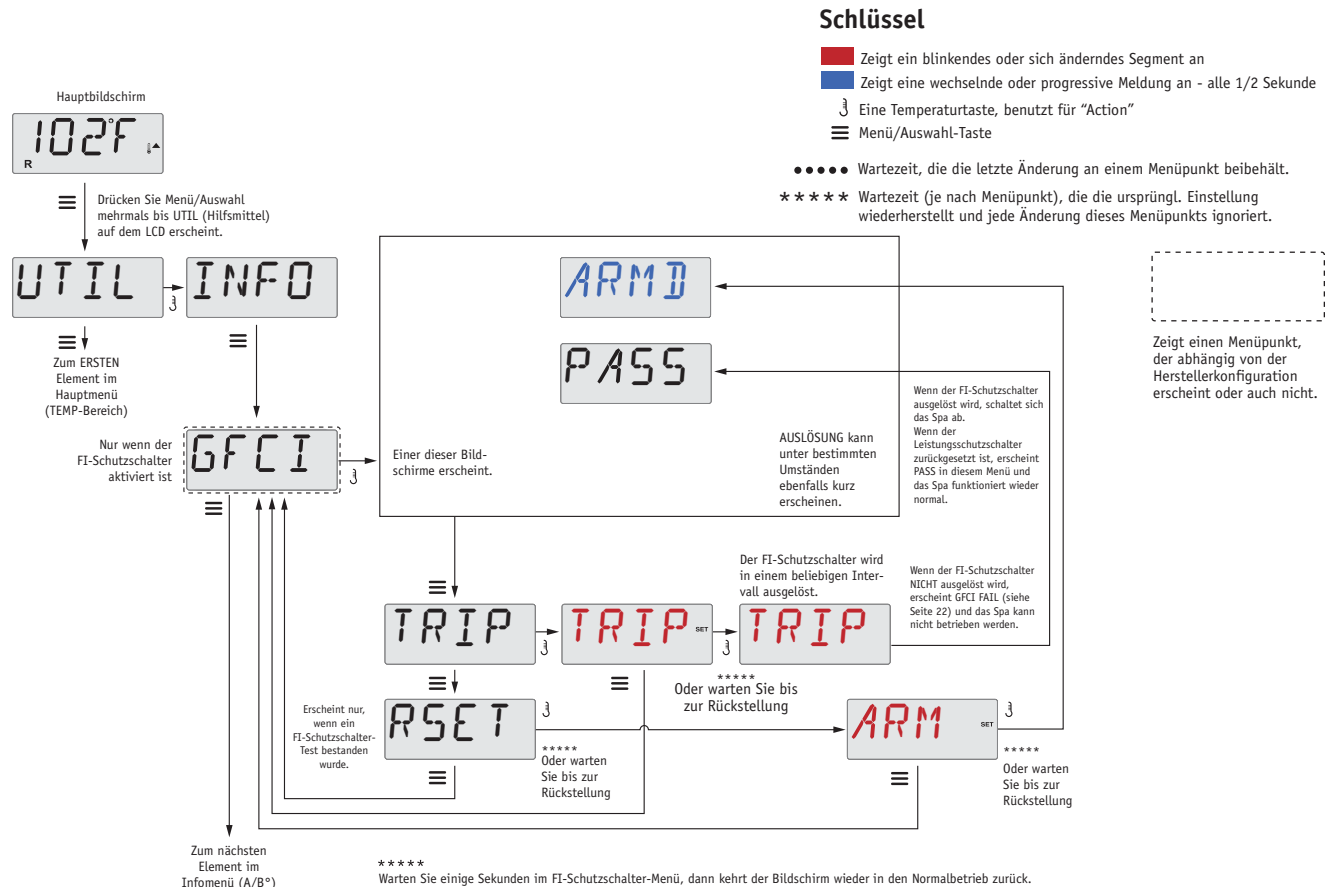 Schlüssel
Zeigt ein blinkendes oder sich änderndes Segment an
Zeigt eine wechselnde oder progressive Meldung an - alle 1/2 Sekunde
Eine Temperaturtaste, benutzt für “Action”
Menü/Auswahl-Taste
••••• Wartezeit, die die letzte Änderung an einem Menüpunkt beibehält.
***** Wartezeit (je nach Menüpunkt), die die ursprüngl. Einstellung
wiederherstellt und jede Änderung dieses Menüpunkts ignoriert.
Zeigt einen Menüpunkt,
der abhängig von der
Herstellerkonfiguration
erscheint oder auch nicht.
Hauptbildschirm
102°F
R
Drücken Sie Menü/Auswahl
mehrmals bis UTIL (Hilfsmittel)
auf dem LCD erscheint.
UTIL
INFO
Zum ERSTEN
Element im
Hauptmenü
(TEMP-Bereich)
Nur wenn der
FI-Schutzschalter
aktiviert ist
GFCI
Einer dieser Bild-
schirme erscheint.
ARMD
PASS
AUSLÖSUNG kann
unter bestimmten
Umständen
ebenfalls kurz
erscheinen.
Wenn der FI-Schutzschalter
ausgelöst wird, schaltet sich
das Spa ab.
Wenn der
Leistungsschutzschalter
zurückgesetzt ist, erscheint
PASS in diesem Menü und
das Spa funktioniert wieder
normal.
Der FI-Schutzschalter wird
in einem beliebigen Inter-
vall ausgelöst.
Wenn der FI-Schutzschalter
NICHT ausgelöst wird,
erscheint GFCI FAIL (siehe
Seite 22) und das Spa kann
nicht betrieben werden.
TRIP
TRIP SET
TRIP
*****
Oder warten Sie bis
zur Rückstellung
Erscheint nur,
wenn ein
FI-Schutzschalter-
Test bestanden
wurde.
RSET
*****
Oder warten
Sie bis zur
Rückstellung
ARM SET
*****
Oder warten
Sie bis zur
Rückstellung
Zum nächsten
Element im
Infomenü (A/B°)
*****
Warten Sie einige Sekunden im FI-Schutzschalter-Menü, dann kehrt der Bildschirm wieder in den Normalbetrieb zurück.